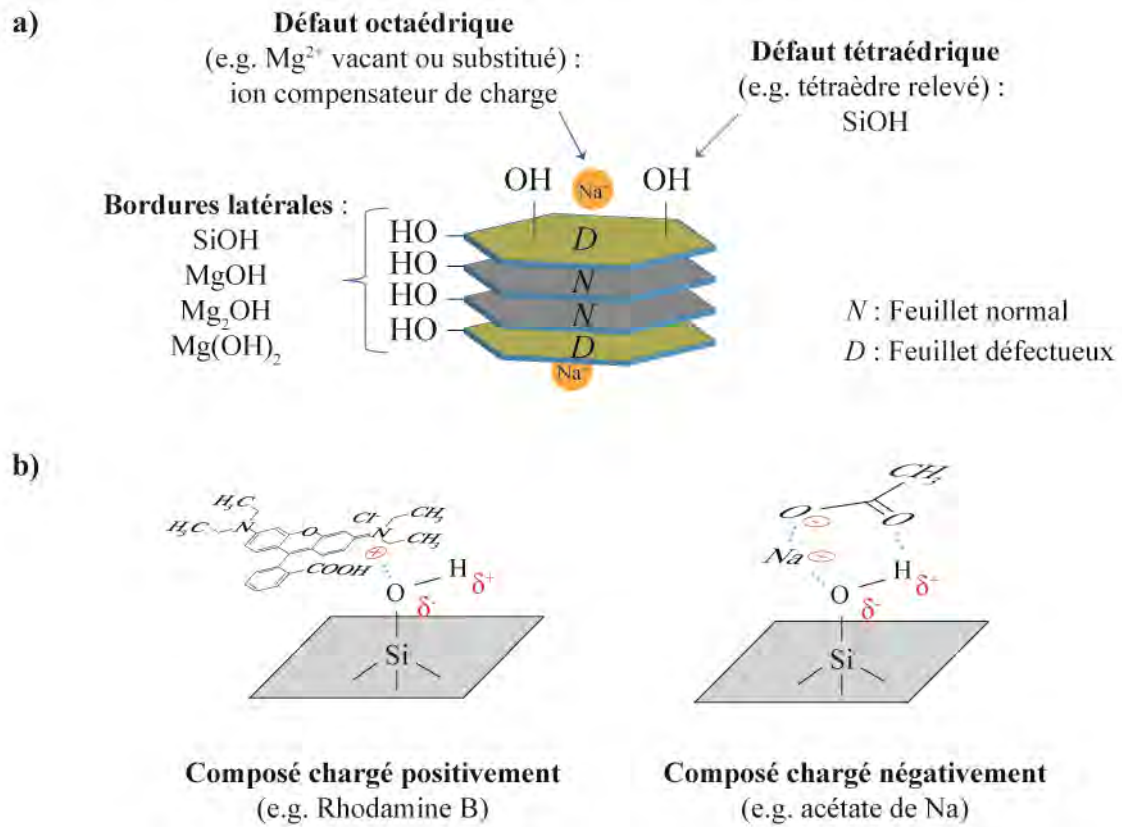 a)
Défaut octaédrique
(e.g. Mg²⁺ vacant ou substitué) :
ion compensateur de charge
Défaut tétraédrique
(e.g. tétraèdre relevé) :
SiOH
OH
Na⁺
OH
Bordures latérales :
SiOH
MgOH
Mg₂OH
Mg(OH)₂
HO
HO
HO
HO
D
N
N
D
Na⁺
N : Feuillet normal
D : Feuillet défectueux
b)
H₃C
H₃C
N
O
Cl-
N
CH₃
CH₃
+
COOH
O
H
δ⁺
δ⁻
Si
CH₃
O
-
O
Na
-
O
H
δ⁺
δ⁻
Si
Composé chargé positivement
(e.g. Rhodamine B)
Composé chargé négativement
(e.g. acétate de Na)